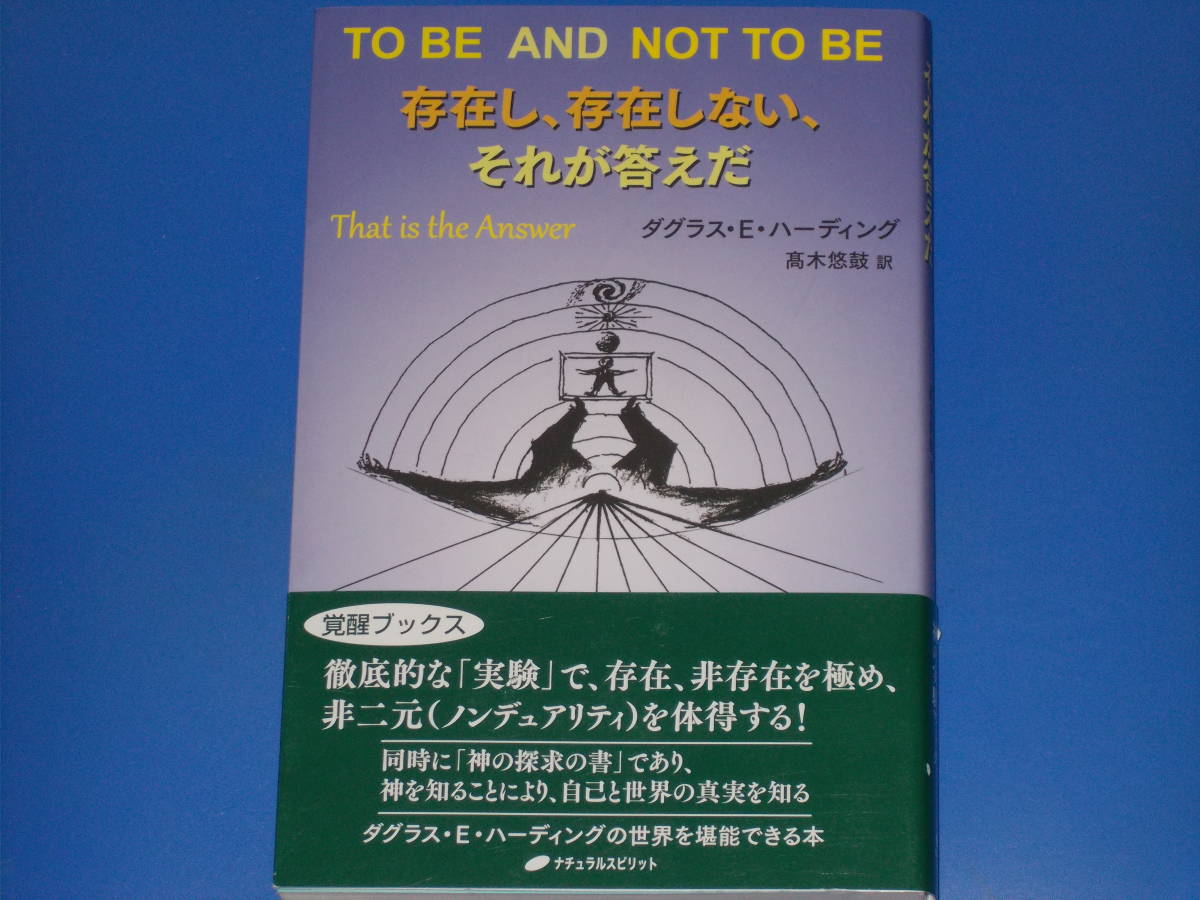 TO BE AND NOT TO BE
存在し、存在しない、
それが答えだ
That is the Answer
ダグラス・E・ハーディング
髙木悠鼓 訳
覚醒ブックス
徹底的な「実験」で、存在、非存在を極め、
非二元(ノンデュアリティ)を体得する!
同時に「神の探求の書」であり、
神を知ることにより、自己と世界の真実を知る
ダグラス・E・ハーディングの世界を堪能できる本
ナチュラルスピリット